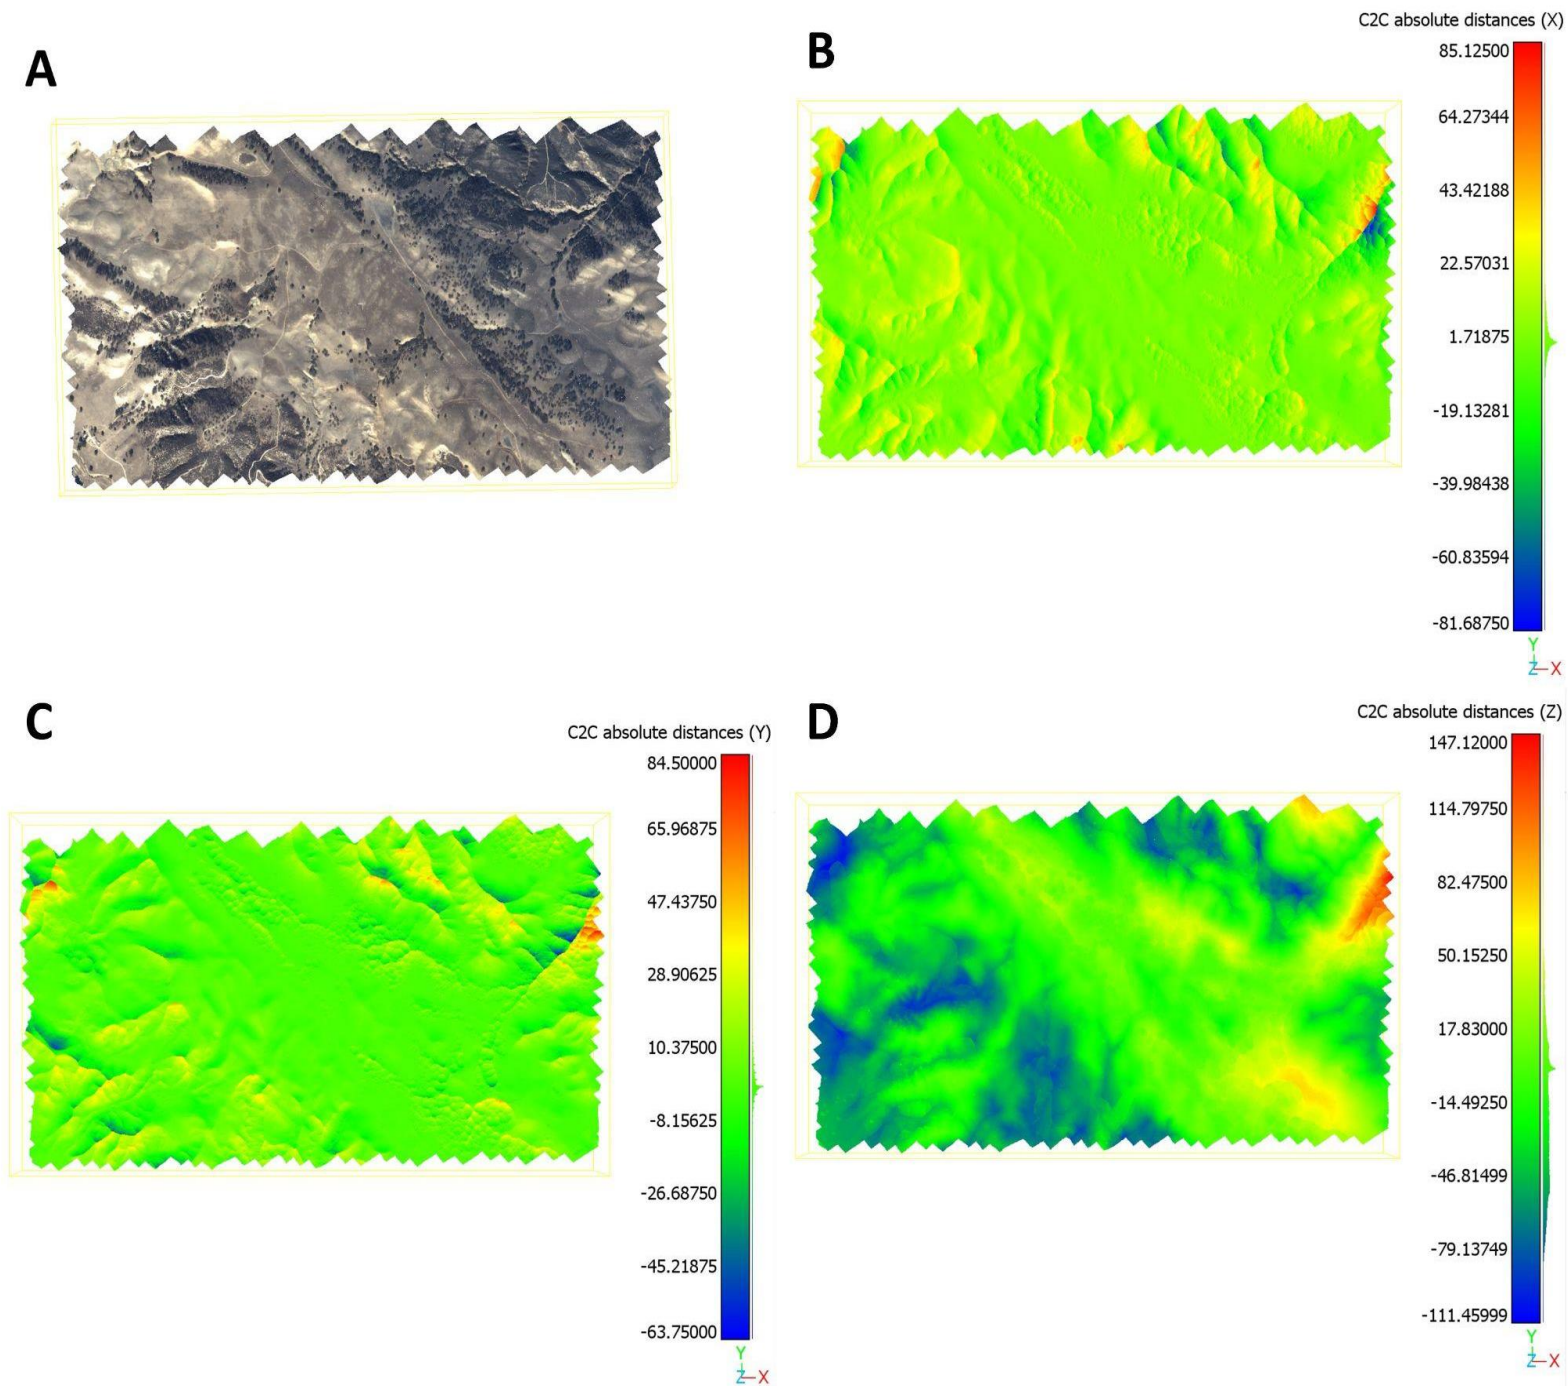 A
B
C2C absolute distances (X)
85.12500
64.27344
43.42188
22.57031
1.71875
-19.13281
-39.98438
-60.83594
-81.68750
Y
Z X
C
C2C absolute distances (Y)
84.50000
65.96875
47.43750
28.90625
10.37500
-8.15625
-26.68750
-45.21875
-63.75000
Y
Z X
D
C2C absolute distances (Z)
147.12000
114.79750
82.47500
50.15250
17.83000
-14.49250
-46.81499
-79.13749
-111.45999
Y
Z X